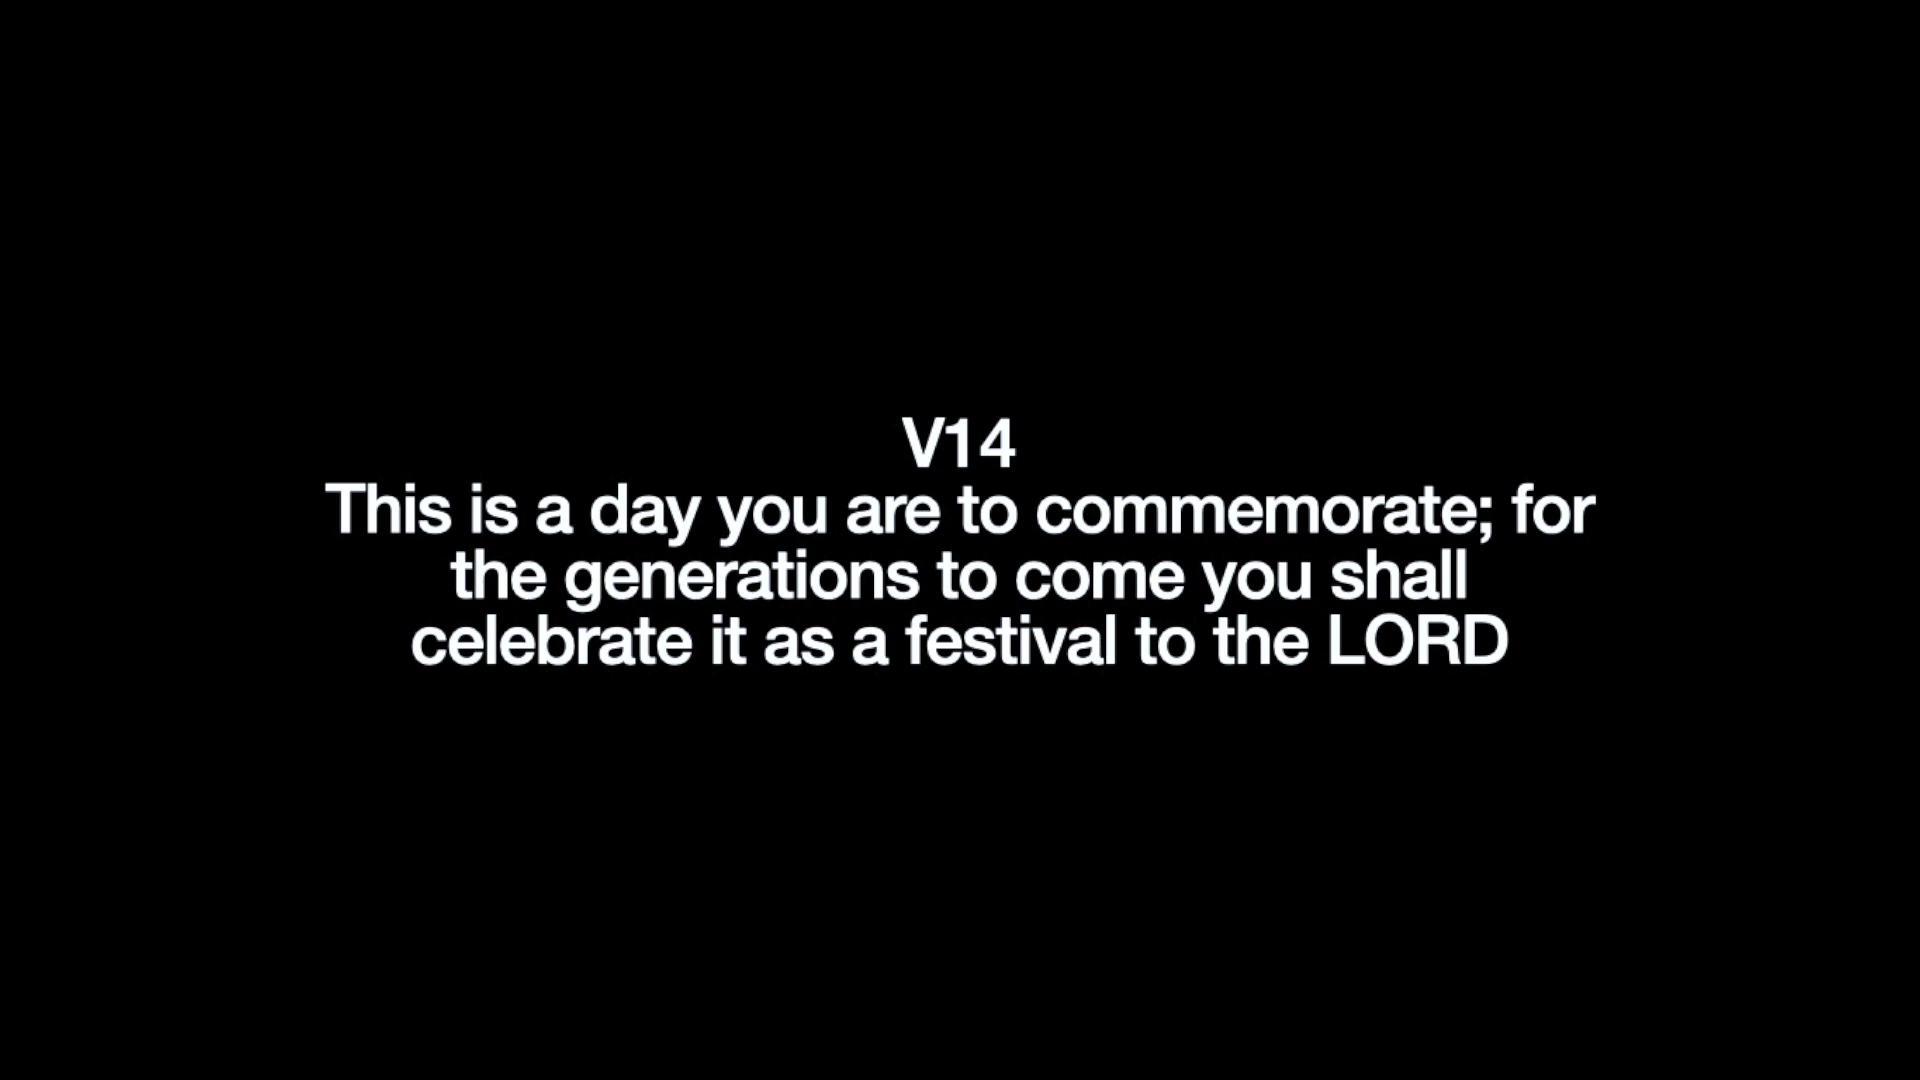 V14
This is a day you are to commemorate; for
the generations to come you shall
celebrate it as a festival to the LORD